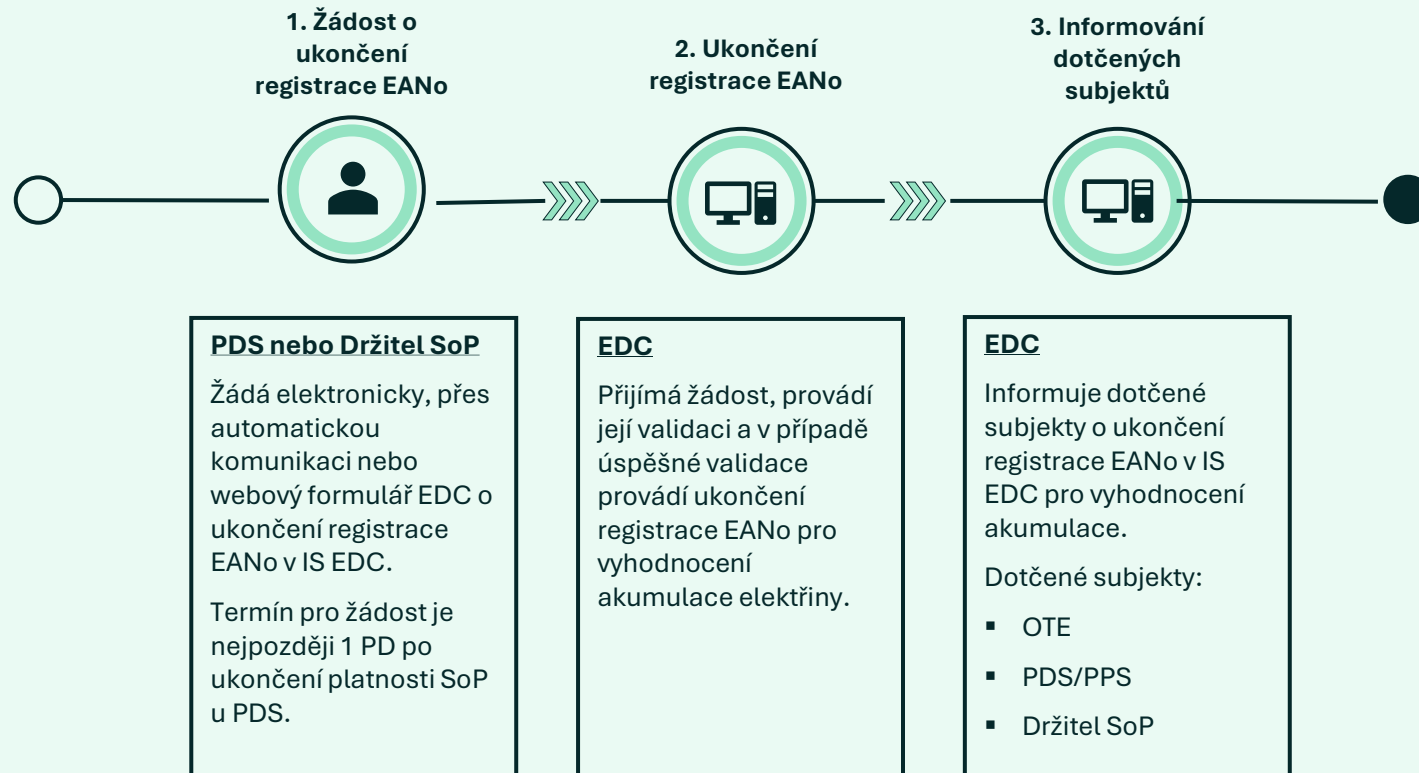 1. Žádost o
ukončení
registrace EANo
2. Ukončení
registrace EANo
3. Informování
dotčených
subjektů
PDS nebo Držitel SoP
Žádá elektronicky, přes
automatickou
komunikaci nebo
webový formulář EDC o
ukončení registrace
EANo v IS EDC.
Termín pro žádost je
nejpozději 1 PD po
ukončení platnosti SoP
u PDS.
EDC
Přijímá žádost, provádí
její validaci a v případě
úspěšné validace
provádí ukončení
registrace EANo pro
vyhodnocení
akumulace elektřiny.
EDC
Informuje dotčené
subjekty o ukončení
registrace EANo v IS
EDC pro vyhodnocení
akumulace.
Dotčené subjekty:
▪ OTE
▪ PDS/PPS
▪ Držitel SoP